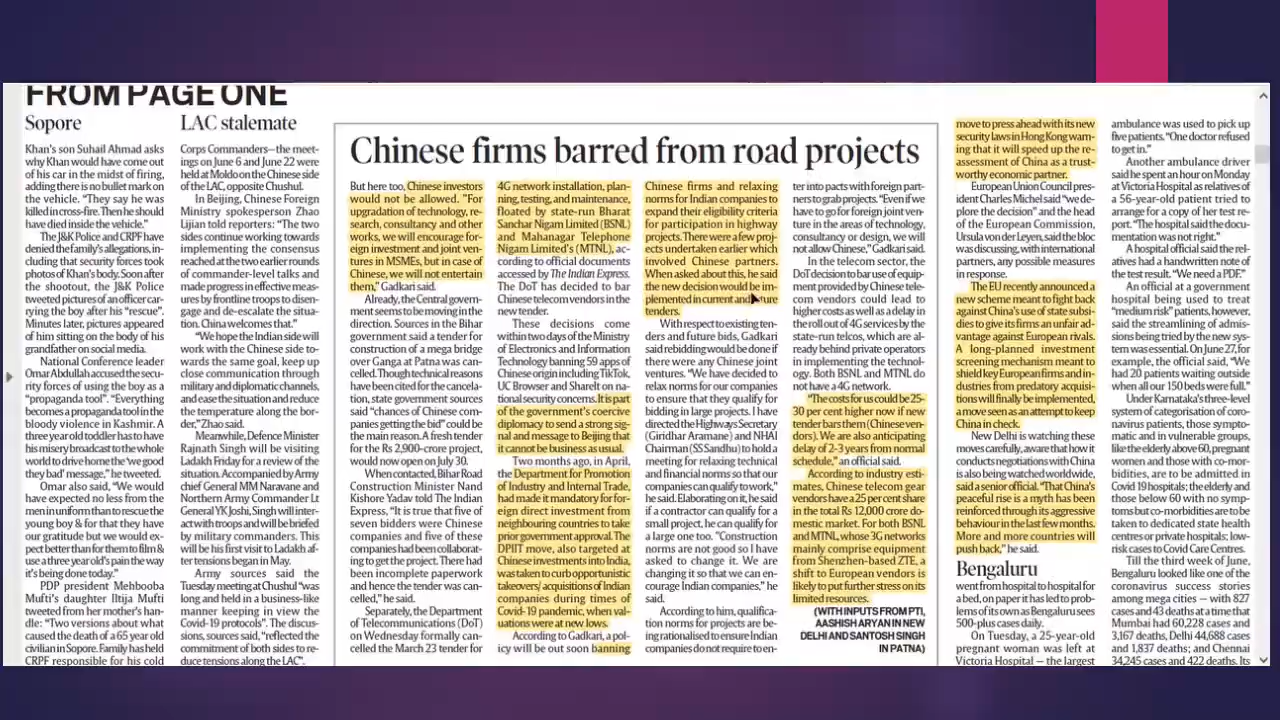 FROM PAGE ONE
Sopore
Khan's son Suhail Ahmad asks
why Khan would have come out
of his car in the midst of firing,
adding there is no bullet mark on
the vehicle. "They say he was
killed in cross-fire. Then he should
have died inside the vehicle."
The J&K Police and CRPF have
denied the family's allegations, in-
cluding that security forces took
photos of Khan's body. Soon after
the shootout, the J&K Police
tweeted pictures of an officer car-
rying the boy after his "rescue".
Minutes later, pictures appeared
of him sitting on the body of his
grandfather on social media.
National Conference leader
Omar Abdullah accused the secu-
rity forces of using the boy as a
"propaganda tool". "Everything
becomes a propaganda tool in the
bloody violence in Kashmir. A
three year old toddler has to have
his misery broadcast to the whole
world to drive home the 'we good
they bad' message," he tweeted.
Omar also said, "We would
have expected no less from the
men in uniform than to rescue the
young boy & for that they have
our gratitude but we would ex-
pect better than for them to film &
use a three year old's pain the way
it's being done today."
PDP president Mehbooba
Mufti's daughter Iltija Mufti
tweeted from her mother's han-
dle: "Two versions about what
caused the death of a 65 year old
civilian in Sopore. Family has held
CRPF responsible for his cold
LAC stalemate
Corps Commanders—the meet-
ings on June 6 and June 22 were
held at Moldo on the Chinese side
of the LAC, opposite Chushul.
In Beijing, Chinese Foreign
Ministry spokesperson Zhao
Lijian told reporters: "The two
sides continue working towards
implementing the consensus
reached at the two earlier rounds
of commander-level talks and
made progress in effective meas-
ures by frontline troops to disen-
gage and de-escalate the situa-
tion. China welcomes that."
"We hope the Indian side will
work with the Chinese side to-
wards the same goal, keep up
close communication through
military and diplomatic channels,
and ease the situation and reduce
the temperature along the bor-
der," Zhao said.
Meanwhile, Defence Minister
Rajnath Singh will be visiting
Ladakh Friday for a review of the
situation. Accompanied by Army
chief General MM Naravane and
Northern Army Commander Lt
General YK Joshi, Singh will inter-
act with troops and will be briefed
by military commanders. This
will be his first visit to Ladakh af-
ter tensions began in May.
Army sources said the
Tuesday meeting at Chushul "was
long and held in a business-like
manner keeping in view the
Covid-19 protocols". The discus-
sions, sources said, "reflected the
commitment of both sides to re-
duce tensions along the LAC".
Chinese firms barred from road projects
But here too, Chinese investors
would not be allowed. "For
upgradation of technology, re-
search, consultancy and other
works, we will encourage for-
eign investment and joint ven-
tures in MSMEs, but in case of
Chinese, we will not entertain
them," Gadkari said.
Already, the Central govern-
ment seems to be moving in the
direction. Sources in the Bihar
government said a tender for
construction of a mega bridge
over Ganga at Patna was can-
celled. Though technical reasons
have been cited for the cancela-
tion, state government sources
said "chances of Chinese com-
panies getting the bid" could be
the main reason. A fresh tender
for the Rs 2,900-crore project,
would now open on July 30.
When contacted, Bihar Road
Construction Minister Nand
Kishore Yadav told The Indian
Express, "It is true that five of
seven bidders were Chinese
companies and five of these
companies had been collaborat-
ing to get the project. There had
been incomplete paperwork
and hence the tender was can-
celled," he said.
Separately, the Department
of Telecommunications (DoT)
on Wednesday formally can-
celled the March 23 tender for
4G network installation, plan-
ning, testing, and maintenance,
floated by state-run Bharat
Sanchar Nigam Limited (BSNL)
and Mahanagar Telephone
Nigam Limited's (MTNL), ac-
cording to official documents
accessed by The Indian Express.
The DoT has decided to bar
Chinese telecom vendors in the
new tender.
These decisions come
within two days of the Ministry
of Electronics and Information
Technology banning 59 apps of
Chinese origin including TikTok,
UC Browser and ShareIt on na-
tional security concerns. It is part
of the government's coercive
diplomacy to send a strong sig-
nal and message to Beijing that
it cannot be business as usual.
Two months ago, in April,
the Department for Promotion
of Industry and Internal Trade,
had made it mandatory for for-
eign direct investment from
neighbouring countries to take
prior government approval. The
DPIIT move, also targeted at
Chinese investments into India,
was taken to curb opportunistic
takeovers/ acquisitions of Indian
companies during times of
Covid-19 pandemic, when val-
uations were at new lows.
According to Gadkari, a pol-
icy will be out soon banning
Chinese firms and relaxing
norms for Indian companies to
expand their eligibility criteria
for participation in highway
projects. There were a few proj-
ects undertaken earlier which
involved Chinese partners.
When asked about this, he said
the new decision would be im-
plemented in current and future
tenders.
With respect to existing ten-
ders and future bids, Gadkari
said rebidding would be done if
there were any Chinese joint
ventures. "We have decided to
relax norms for our companies
to ensure that they qualify for
bidding in large projects. I have
directed the Highways Secretary
(Giridhar Aramane) and NHAI
Chairman (SS Sandhu) to hold a
meeting for relaxing technical
and financial norms so that our
companies can qualify to work,"
he said. Elaborating on it, he said
if a contractor can qualify for a
small project, he can qualify for
a large one too. "Construction
norms are not good so I have
asked to change it. We are
changing it so that we can en-
courage Indian companies," he
said.
According to him, qualifica-
tion norms for projects are be-
ing rationalised to ensure Indian
companies do not require to en-
ter into pacts with foreign part-
ners to grab projects. "Even if we
have to go for foreign joint ven-
ture in the areas of technology,
consultancy or design, we will
not allow Chinese," Gadkari said.
In the telecom sector, the
DoT decision to bar use of equip-
ment provided by Chinese tele-
com vendors could lead to
higher costs as well as a delay in
the roll out of 4G services by the
state-run telcos, which are al-
ready behind private operators
in implementing the technol-
ogy. Both BSNL and MTNL do
not have a 4G network.
"The costs for us could be 25-
30 per cent higher now if new
tender bars them (Chinese ven-
dors). We are also anticipating
delay of 2-3 years from normal
schedule," an official said.
According to industry esti-
mates, Chinese telecom gear
vendors have a 25 per cent share
in the total Rs 12,000 crore do-
mestic market. For both BSNL
and MTNL, whose 3G networks
mainly comprise equipment
from Shenzhen-based ZTE, a
shift to European vendors is
likely to put further stress on its
limited resources.
(WITH INPUTS FROM PTI,
AASHISH ARYAN IN NEW
DELHI AND SANTOSH SINGH
IN PATNA)
move to press ahead with its new
security laws in Hong Kong warn-
ing that it will speed up the re-
assessment of China as a trust-
worthy economic partner.
European Union Council pres-
ident Charles Michel said "we de-
plore the decision" and the head
of the European Commission,
Ursula von der Leyen, said the bloc
was discussing, with international
partners, any possible measures
in response.
The EU recently announced a
new scheme meant to fight back
against China's use of state subsi-
dies to give its firms an unfair ad-
vantage against European rivals.
A long-planned investment
screening mechanism meant to
shield key European firms and in-
dustries from predatory acquisi-
tions will finally be implemented,
a move seen as an attempt to keep
China in check.
New Delhi is watching these
moves carefully, aware that how it
conducts negotiations with China
is also being watched worldwide,
said a senior official. "That China's
peaceful rise is a myth has been
reinforced through its aggressive
behaviour in the last few months.
More and more countries will
push back," he said.
Bengaluru
went from hospital to hospital for
a bed, on paper it has led to prob-
lems of its own as Bengaluru sees
500-plus cases daily.
On Tuesday, a 25-year-old
pregnant woman was left at
Victoria Hospital — the largest
ambulance was used to pick up
five patients. "One doctor refused
to get in."
Another ambulance driver
said he spent an hour on Monday
at Victoria Hospital as relatives of
a 56-year-old patient tried to
arrange for a copy of her test re-
port. "The hospital said the docu-
mentation was not right."
A hospital official said the rel-
atives had a handwritten note of
the test result. "We need a PDF."
An official at a government
hospital being used to treat
"medium risk" patients, however,
said the streamlining of admis-
sions being tried by the new sys-
tem was essential. On June 27, for
example, the official said, "We
had 20 patients waiting outside
when all our 150 beds were full."
Under Karnataka's three-level
system of categorisation of coro-
navirus patients, those sympto-
matic and in vulnerable groups,
like the elderly above 60, pregnant
women and those with co-mor-
bidities, are to be admitted in
Covid 19 hospitals; the elderly and
those below 60 with no symp-
toms but co-morbidities are to be
taken to dedicated state health
centres or private hospitals; low-
risk cases to Covid Care Centres.
Till the third week of June,
Bengaluru looked like one of the
coronavirus success stories
among mega cities — with 827
cases and 43 deaths at a time that
Mumbai had 60,228 cases and
3,167 deaths, Delhi 44,688 cases
and 1,837 deaths; and Chennai
34,245 cases and 422 deaths. Its